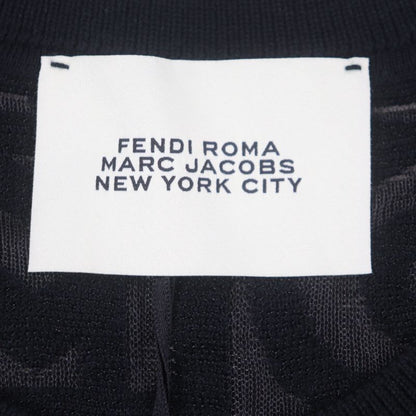 FENDI ROMA
MARC JACOBS
NEW YORK CITY